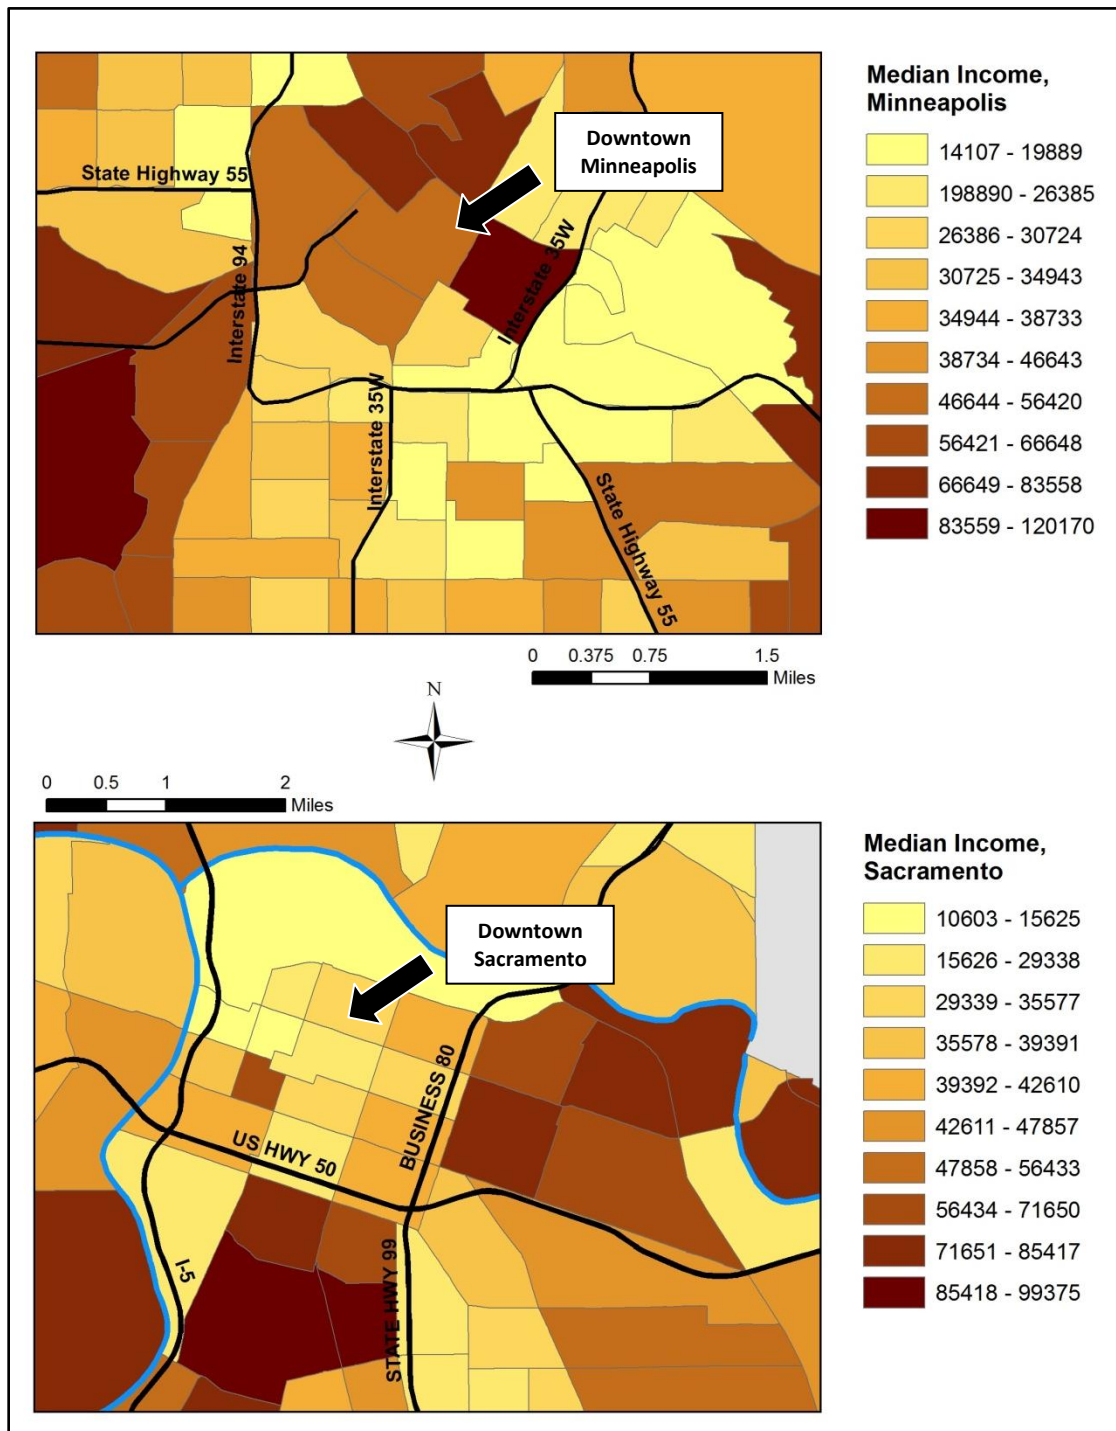 Median Income,
Minneapolis
14107 - 19889
198890 - 26385
26386 - 30724
30725 - 34943
34944 - 38733
38734 - 46643
46644 - 56420
56421 - 66648
66649 - 83558
83559 - 120170
Downtown
Minneapolis
State Highway 55
Interstate 94
Interstate 35W
Interstate 35W
State Highway 55
0 0.375 0.75 1.5
Miles
N
0 0.5 1 2
Miles
Median Income,
Sacramento
10603 - 15625
15626 - 29338
29339 - 35577
35578 - 39391
39392 - 42610
42611 - 47857
47858 - 56433
56434 - 71650
71651 - 85417
85418 - 99375
Downtown
Sacramento
BUSINESS 80
US HWY 50
I-5
STATE HWY 99